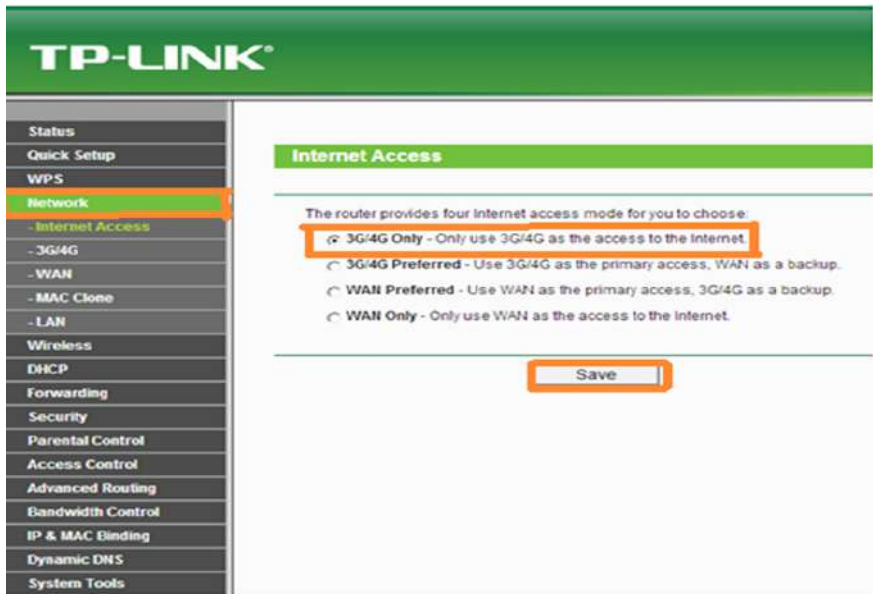 TP-LINK®
Status
Quick Setup
WPS
Network
- Internet Access
- 3G/4G
- WAN
- MAC Clone
- LAN
Wireless
DHCP
Forwarding
Security
Parental Control
Access Control
Advanced Routing
Bandwidth Control
IP & MAC Binding
Dynamic DNS
System Tools
Internet Access
The router provides four Internet access mode for you to choose:
3G/4G Only - Only use 3G/4G as the access to the Internet.
3G/4G Preferred - Use 3G/4G as the primary access, WAN as a backup.
WAN Preferred - Use WAN as the primary access, 3G/4G as a backup.
WAN Only - Only use WAN as the access to the Internet.
Save